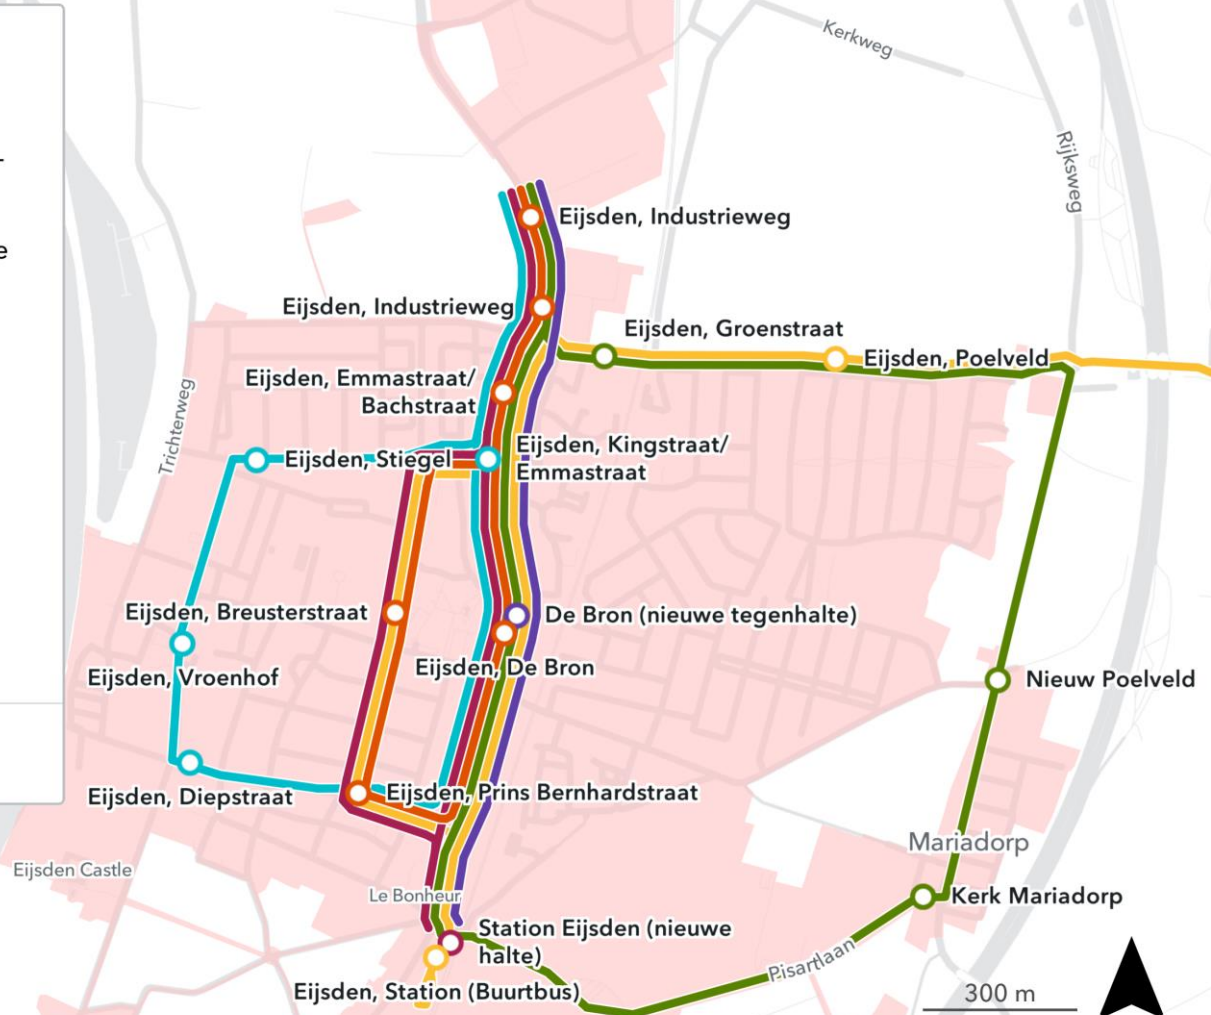 Kerkweg
Rijksweg
e
Eijsden, Industrieweg
Eijsden, Industrieweg
Eijsden, Groenstraat
Eijsden, Poelveld
Eijsden, Emmastraat/
Bachstraat
Trichterweg
Eijsden, Kingstraat/
Emmastraat
Eijsden, Stiegel
Eijsden, Breusterstraat
De Bron (nieuwe tegenhalte)
Eijsden, De Bron
Eijsden, Vroenhof
Nieuw Poelveld
Eijsden, Diepstraat
Eijsden, Prins Bernhardstraat
Mariadorp
Eijsden Castle
Le Bonheur
Kerk Mariadorp
Station Eijsden (nieuwe
halte)
Pisartlaan
Eijsden, Station (Buurtbus)
300 m